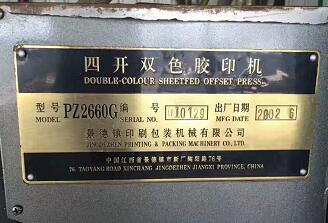 四开双色胶印机
DOUBLE-COLOUR SHEETFED OFFSET PRESS
型号 PZ2660G 编号 010129 出厂日期 2002 6
MODEL SERIAL NO. MFG DATE
景德镇印刷包装机械有限公司
JINGDEZHEN PRINTING & PACKING MACHINERY CO., LTD.
中国江西省景德镇市新厂陶阳路76号
76. TAOYANG ROAD XINCHANG JINGDEZHEN JIANGXI PROVINCE, CHINA